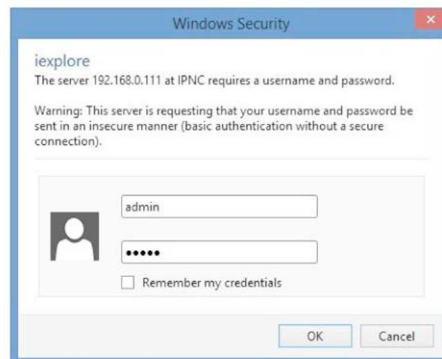 Windows Security
iexplore
The server 192.168.0.111 at IPNC requires a username and password.
Warning: This server is requesting that your username and password be
sent in an insecure manner (basic authentication without a secure
connection).
admin
•••••
Remember my credentials
OK
Cancel